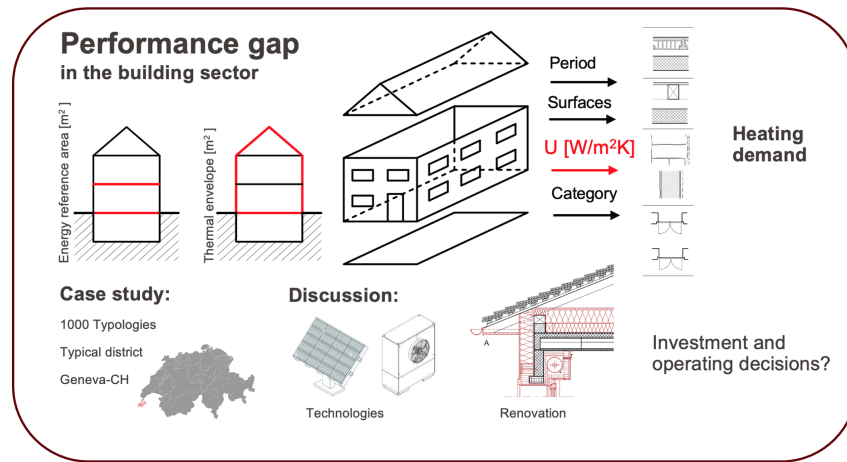 Performance gap
in the building sector
Energy reference area [m² ]
Thermal envelope [m² ]
Period
Surfaces
U [W/m²K]
Category
Heating
demand
Case study:
1000 Typologies
Typical district
Geneva-CH
Discussion:
Technologies
A
Renovation
Investment and
operating decisions?